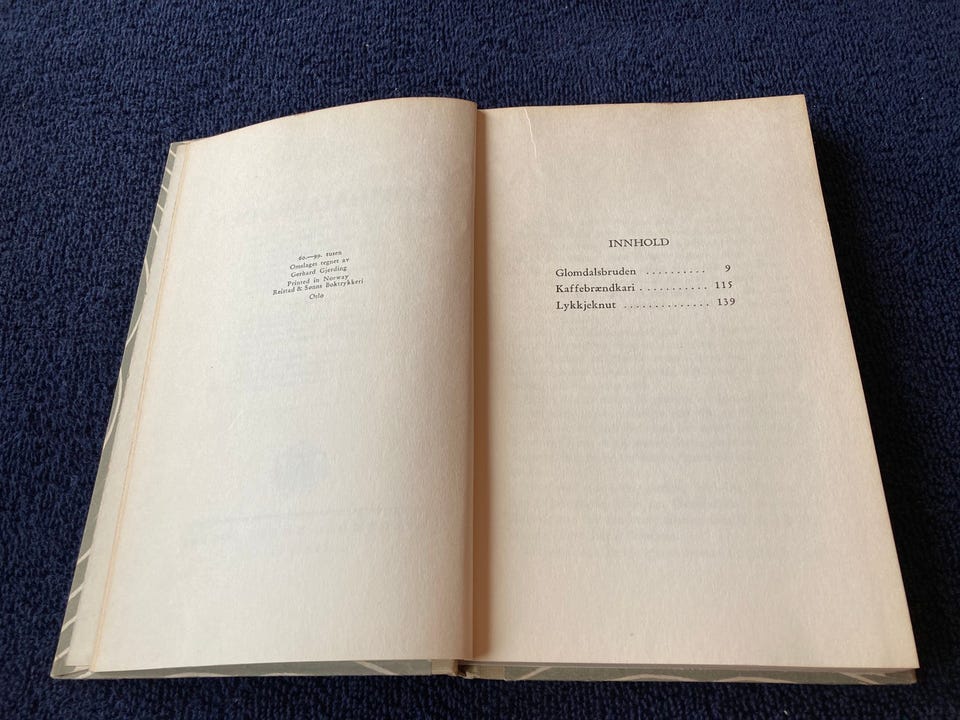 60.—99. tusen
Omslaget tegnet av
Gerhard Gjerding
Printed in Norway
Reistad & Sønns Boktrykkeri
Oslo
INNHOLD
Glomdalsbruden .......... 9
Kaffebrændkari ........... 115
Lykkjeknut .............. 139